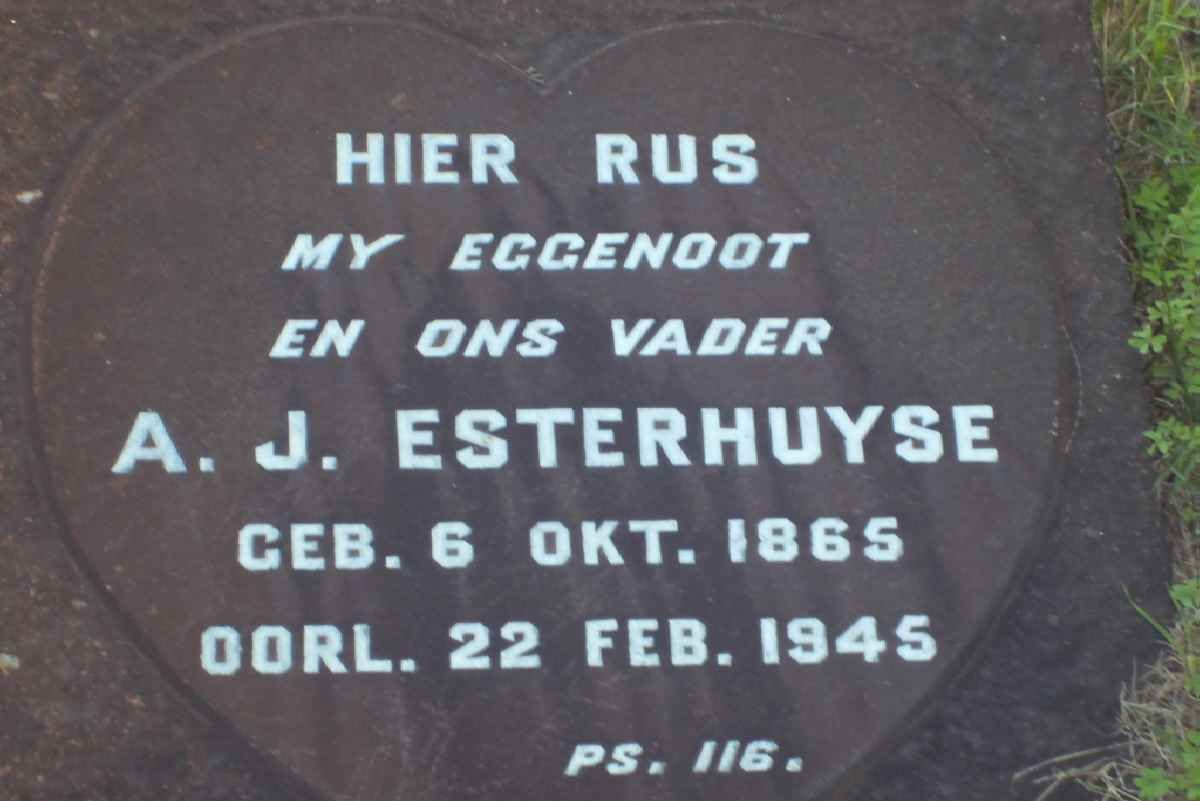 HIER RUS
MY EGGENOOT
EN ONS VADER
A. J. ESTERHUYSE
GEB. 6 OKT. 1865
OORL. 22 FEB. 1945
PS. 116.